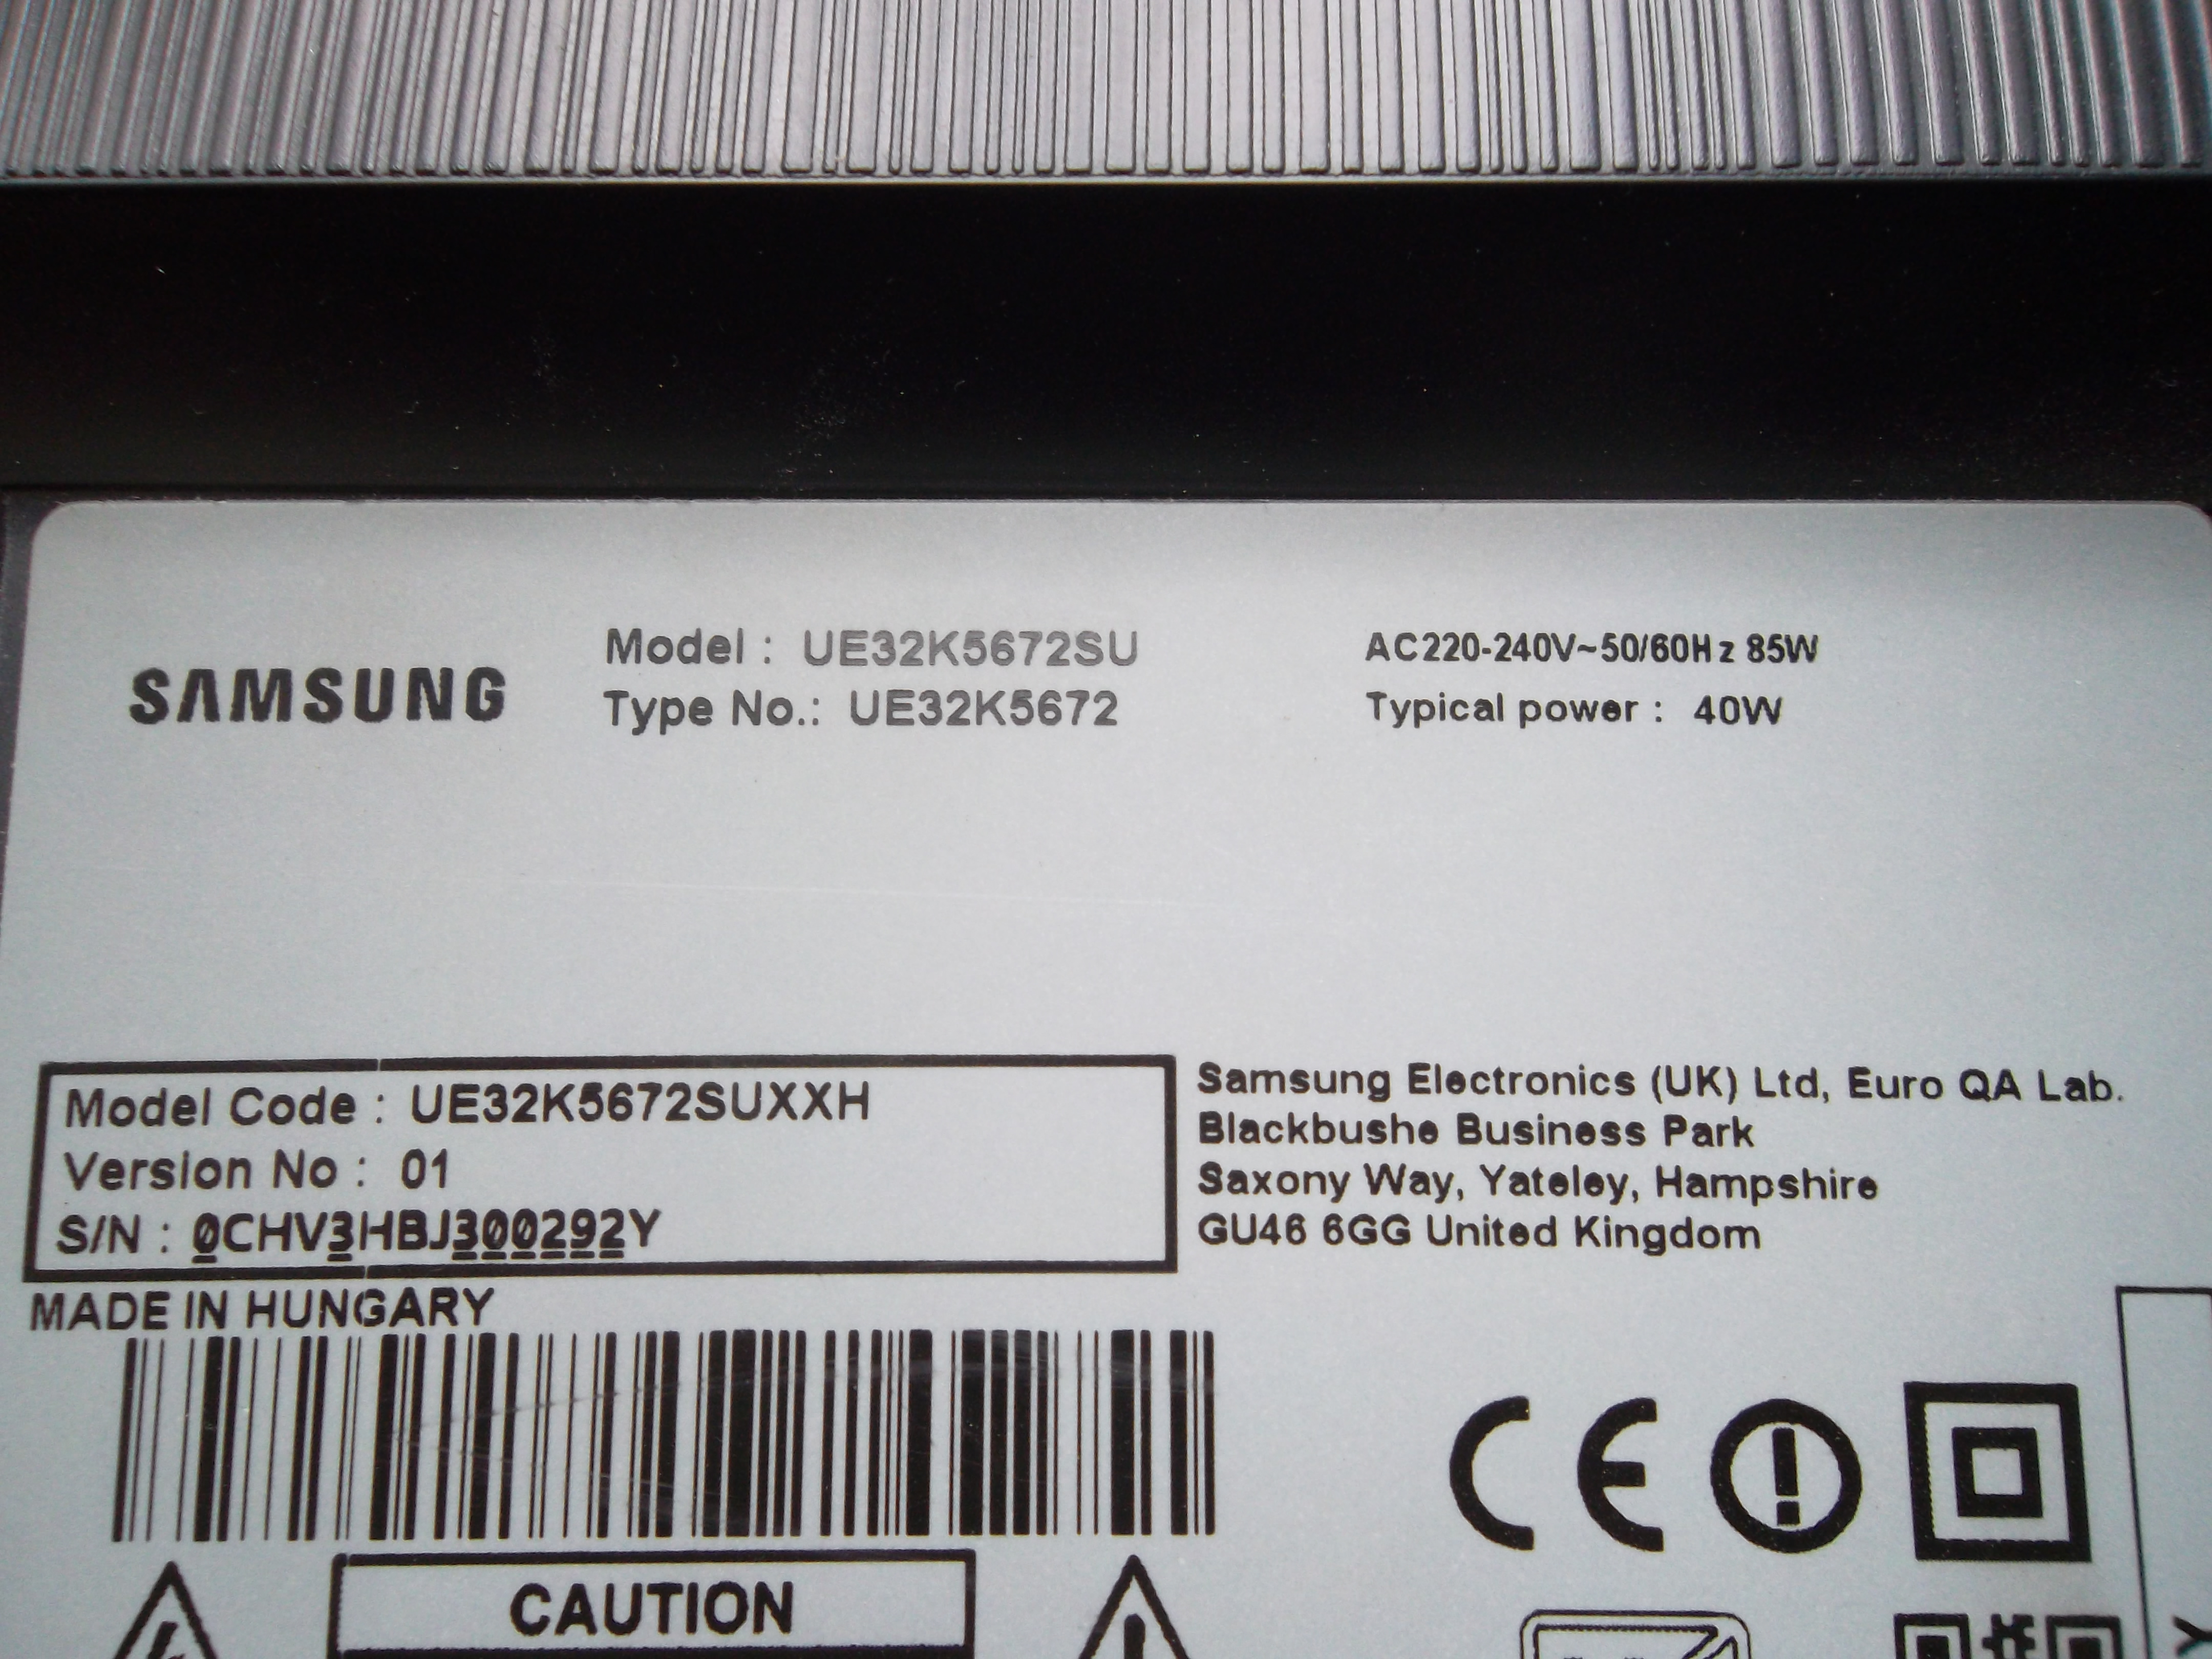 SAMSUNG
Model : UE32K5672SU
Type No.: UE32K5672
AC220-240V~50/60Hz 85W
Typical power : 40W
Model Code : UE32K5672SUXXH
Version No : 01
S/N : 0CHV3HBJ300292Y
MADE IN HUNGARY
Samsung Electronics (UK) Ltd, Euro QA Lab.
Blackbushe Business Park
Saxony Way, Yateley, Hampshire
GU46 6GG United Kingdom
CE
CAUTION